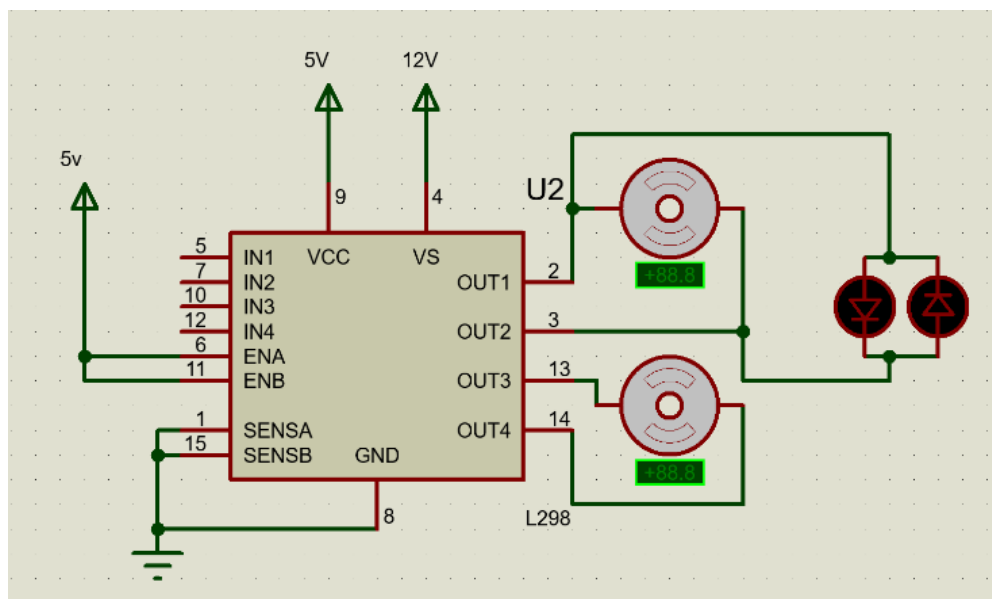 5V 12V
5v
U2
9 4
5 IN1 VCC VS
7 IN2 OUT1 2
10 IN3
12 IN4 OUT2 3
6 ENA
11 ENB OUT3 13
1 SENSA OUT4 14
15 SENSB GND
8
L298
+88.8
+88.8